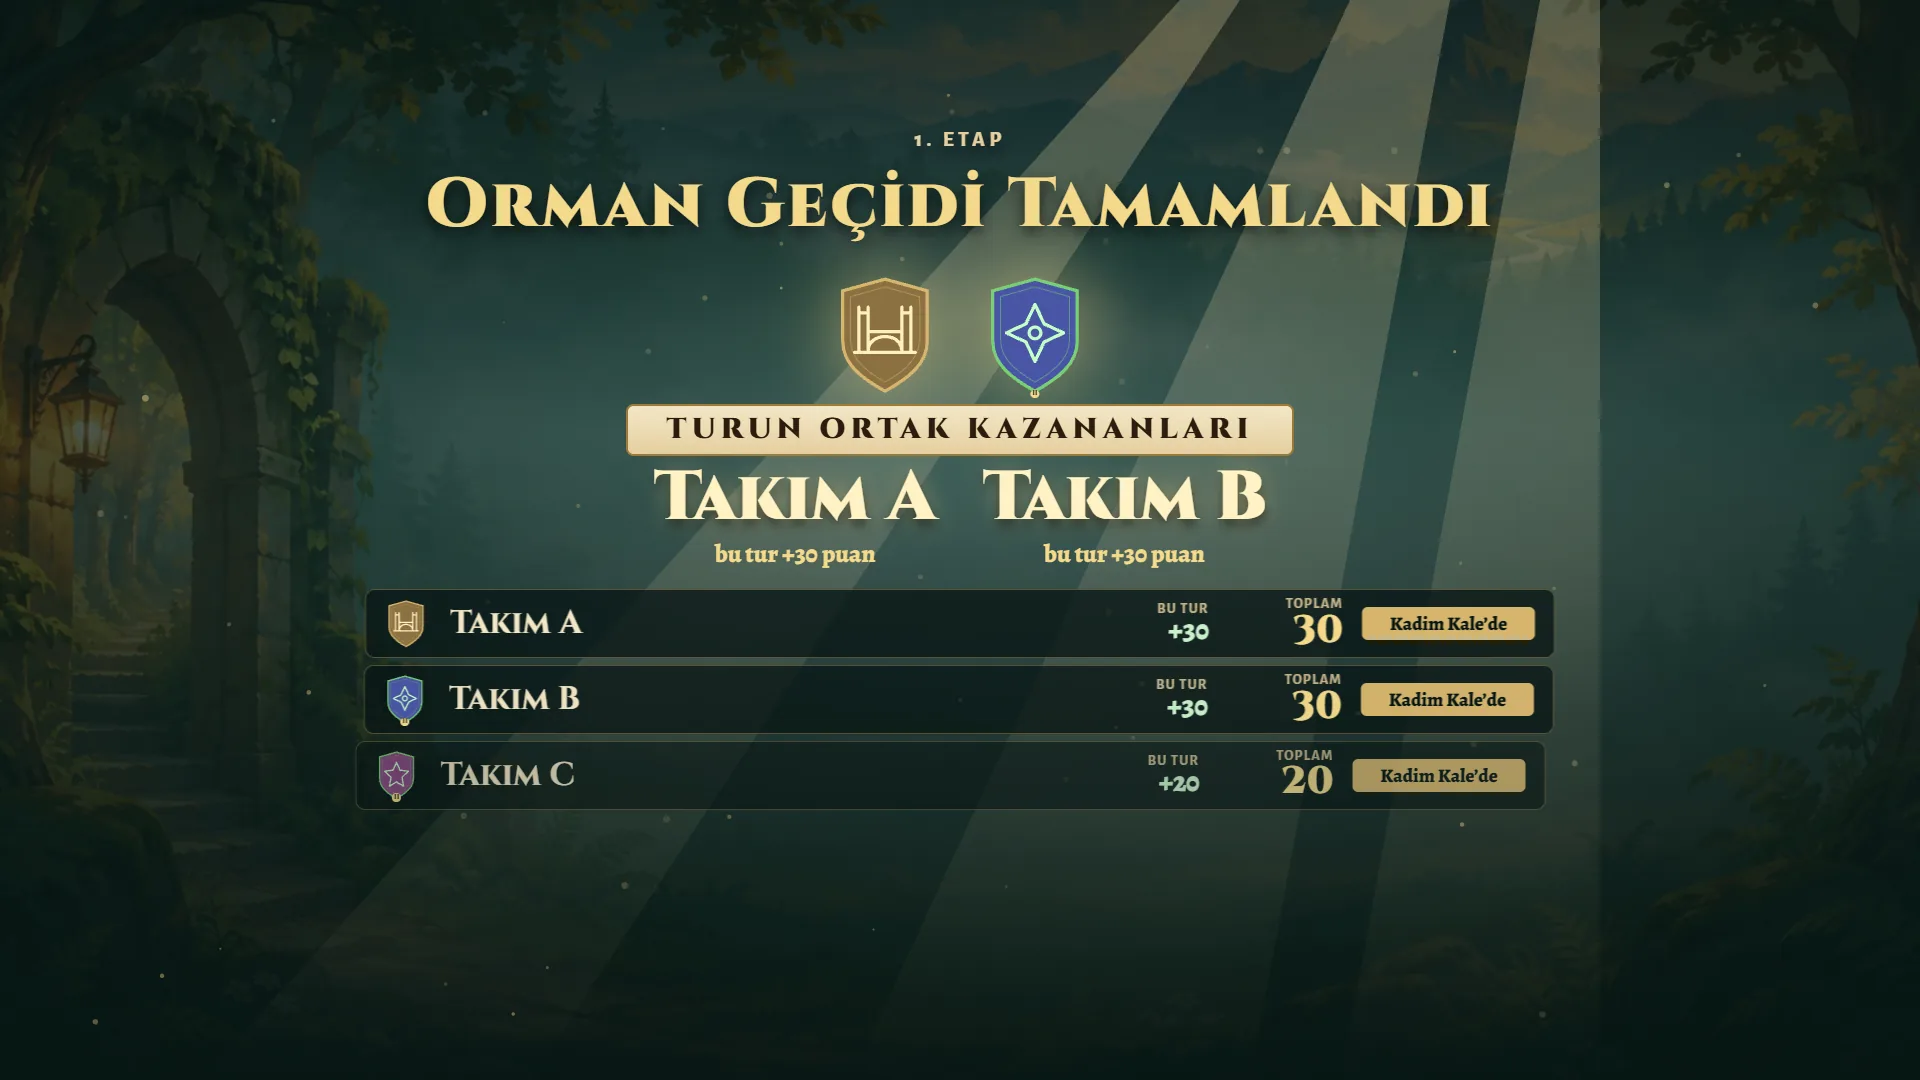 1. ETAP
Orman Geçİdİ Tamamlandı
TURUN ORTAK KAZANANLARI
Takım A Takım B
bu tur +30 puan bu tur +30 puan
Takım A BU TUR +30 TOPLAM 30 Kadim Kale’de
Takım B BU TUR +30 TOPLAM 30 Kadim Kale’de
Takım C BU TUR +20 TOPLAM 20 Kadim Kale’de